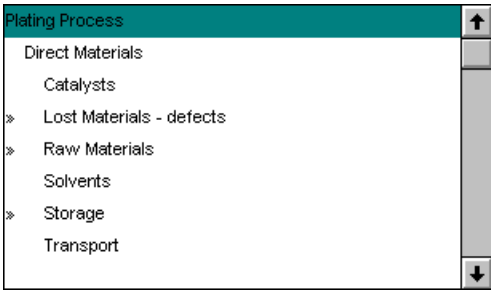 Plating Process
Direct Materials
Catalysts
» Lost Materials - defects
» Raw Materials
Solvents
» Storage
Transport